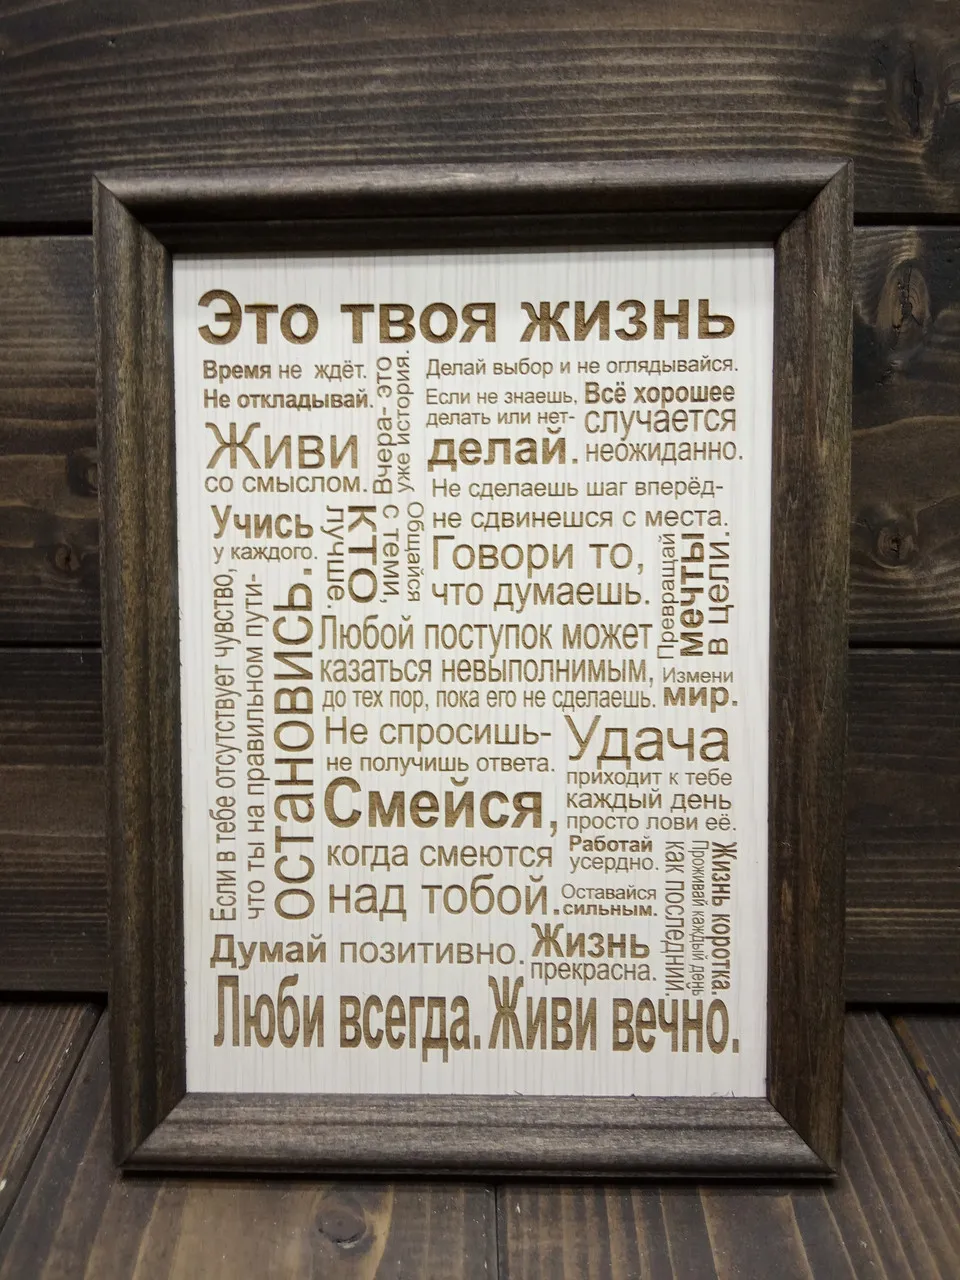 Это твоя жизнь
Время не ждёт.
Не откладывай.
Вчера- это
уже история.
Делай выбор и не оглядывайся.
Если не знаешь,
делать или нет-
делай.
Всё хорошее
случается
неожиданно.
Живи
со смыслом.
Не сделаешь шаг вперёд-
не сдвинешся с места.
Учись
у каждого.
Общайся
с теми,
кто
лучше.
Говори то,
что думаешь.
Превращай
мечты
в цели.
Если в тебе отсутствует чувство,
что ты на правильном пути-
остановись.
Любой поступок может
казаться невыполнимым,
до тех пор, пока его не сделаешь.
Измени
мир.
Не спросишь-
не получишь ответа.
Удача
приходит к тебе
каждый день
просто лови её.
Смейся,
когда смеются
над тобой.
Работай
усердно.
Оставайся
сильным.
Жизнь коротка.
Проживай каждый день
как последний.
Думай позитивно.
Жизнь
прекрасна.
Люби всегда. Живи вечно.